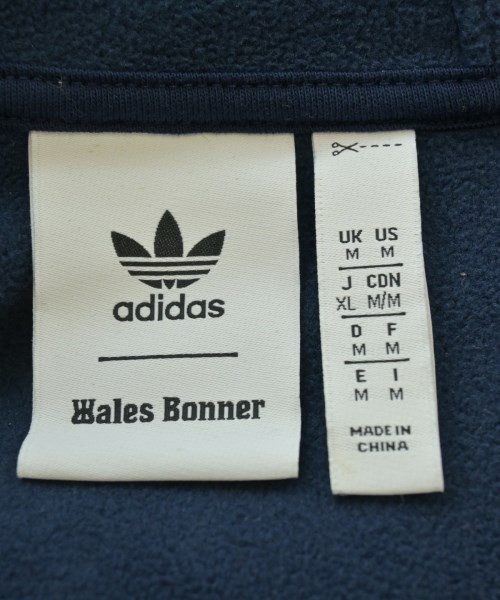 adidas
Wales Bonner
UK US
M M
J CDN
XL M/M
D F
M M
E I
M M
MADE IN
CHINA